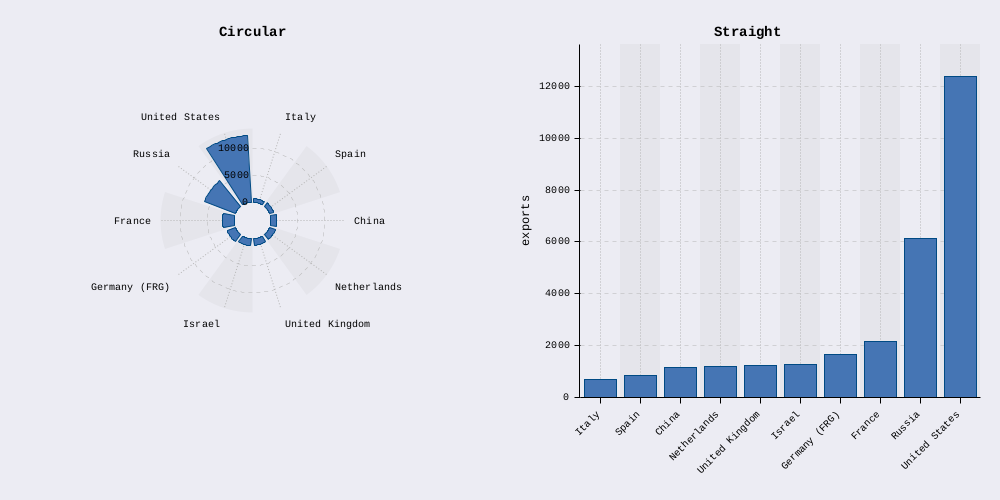 Circular
United States
Italy
Russia
Spain
10000
5000
0
France
China
Germany (FRG)
Netherlands
Israel
United Kingdom
Straight
exports
12000
10000
8000
6000
4000
2000
0
Italy
Spain
China
Netherlands
United Kingdom
Israel
Germany (FRG)
France
Russia
United States